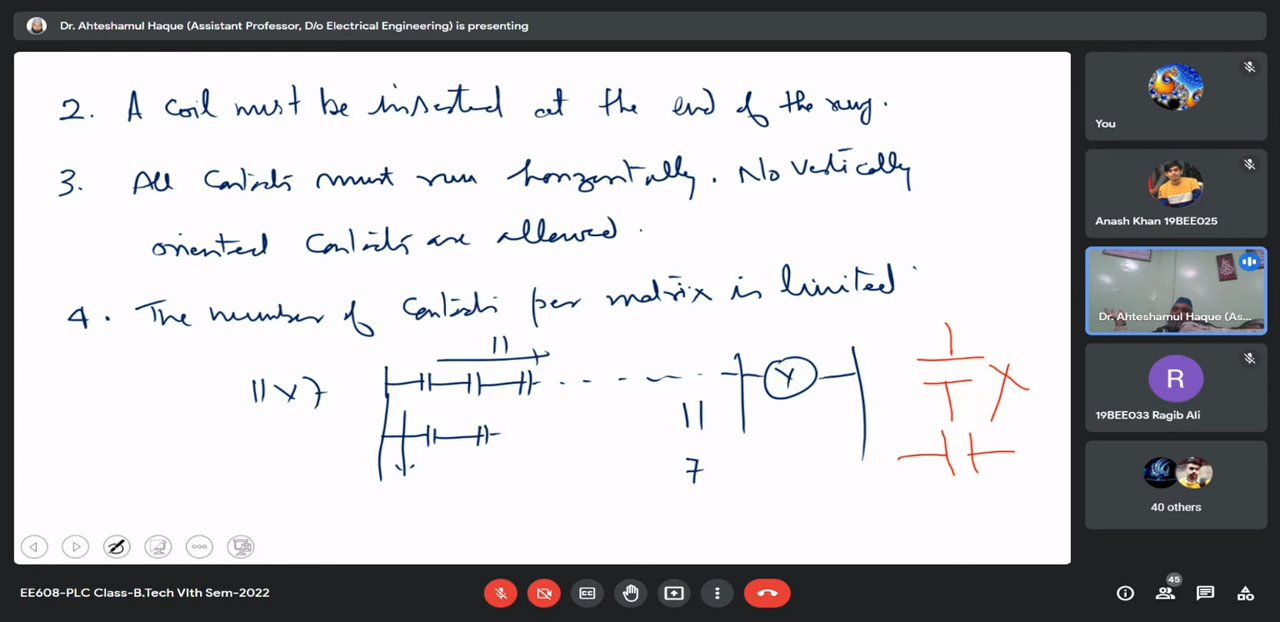 Dr. Ahteshamul Haque (Assistant Professor, D/o Electrical Engineering) is presenting
2. A coil must be inserted at the end of the rung.
3. All contacts must run horizontally. No vertically
oriented contacts are allowed.
4. The number of contacts per matrix is limited.
11
11 x 7
Y
11
7
X
You
Anash Khan 19BEE025
Dr. Ahteshamul Haque (As...
R
19BEE033 Ragib Ali
40 others
EE608-PLC Class-B.Tech VIth Sem-2022
CC
45